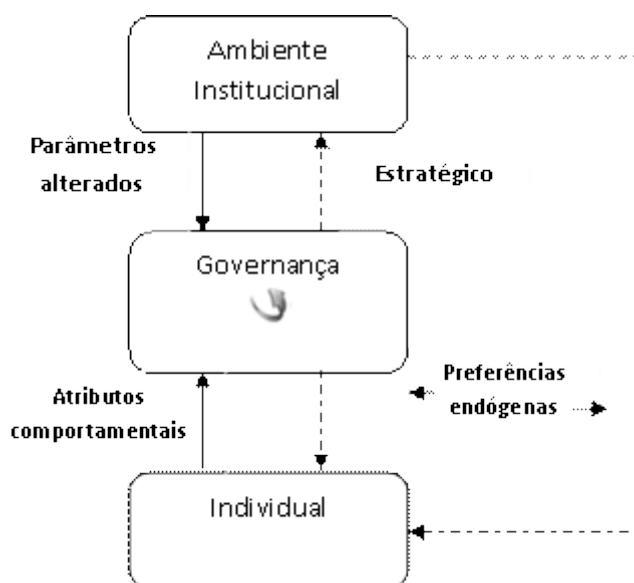 Ambiente
Institucional
Parâmetros
alterados
Estratégico
Governança
Preferências
endógenas
Atributos
comportamentais
Individual